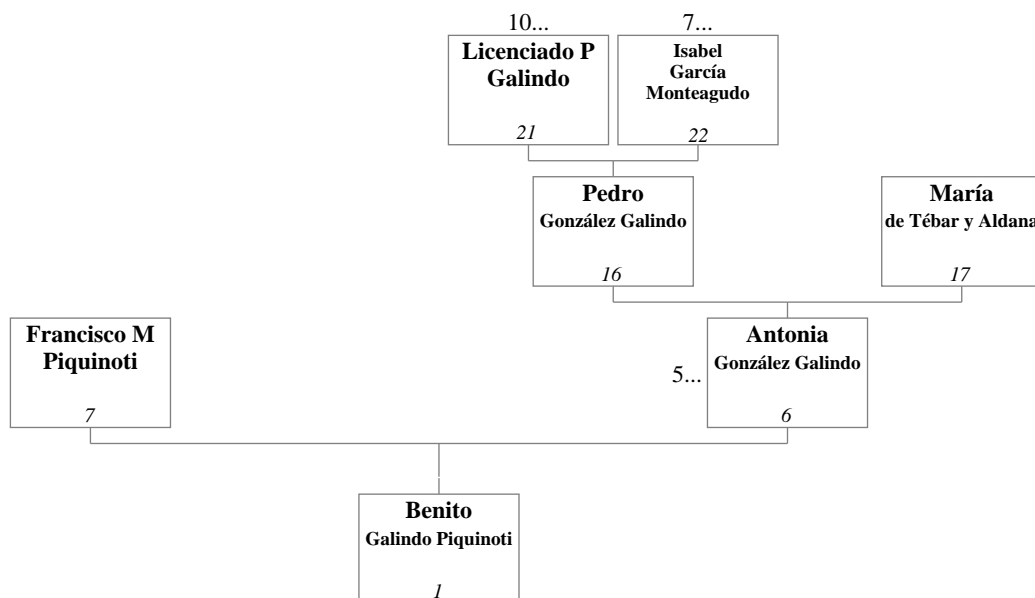 10...
7...
Licenciado P
Galindo
21
Isabel
García
Monteagudo
22
Pedro
González Galindo
16
María
de Tébar y Aldana
17
Francisco M
Piquinoti
7
5...
Antonia
González Galindo
6
Benito
Galindo Piquinoti
1